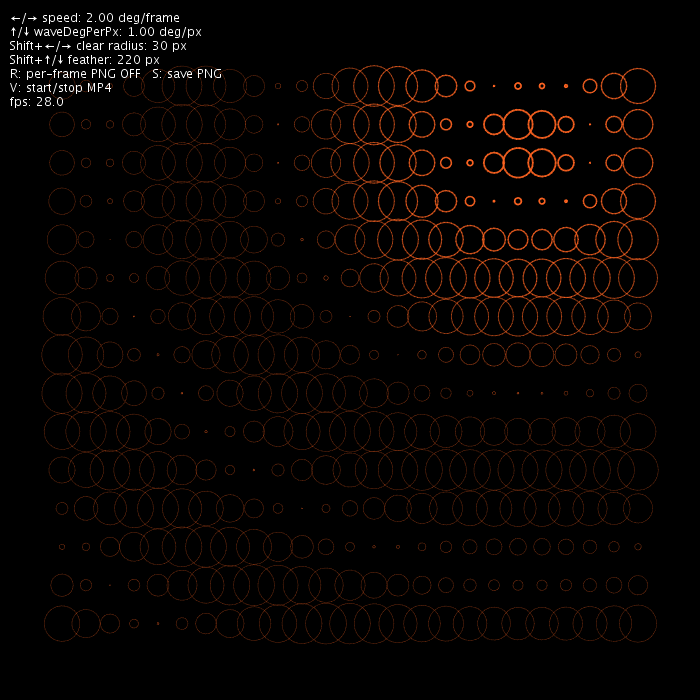 ←/→ speed: 2.00 deg/frame
↑/↓ waveDegPerPx: 1.00 deg/px
Shift+←/→ clear radius: 30 px
Shift+↑/↓ feather: 220 px
R: per-frame PNG OFF   S: save PNG
V: start/stop MP4
fps: 28.0